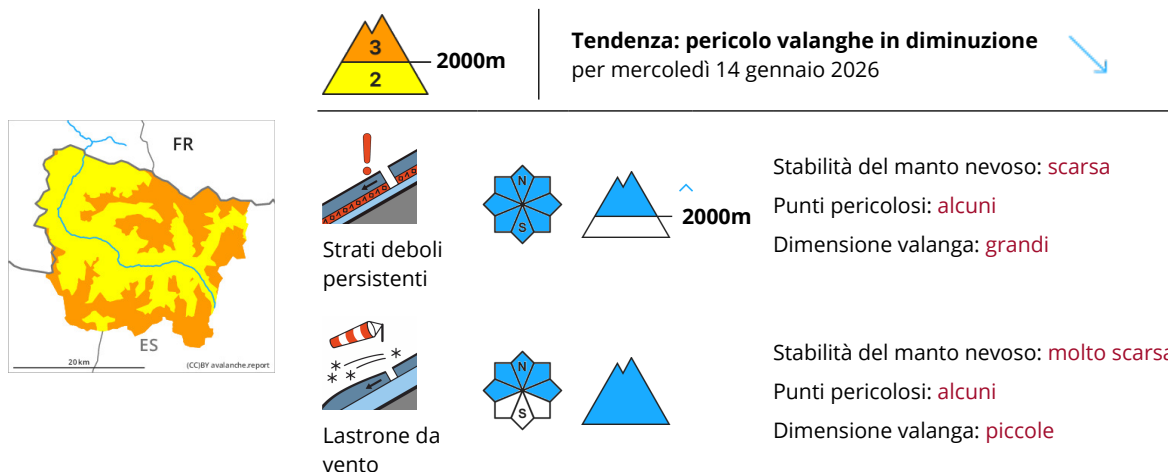 3
2
2000m
Tendenza: pericolo valanghe in diminuzione
per mercoledì 14 gennaio 2026
FR
ES
20 km
(CC)BY avalanche.report
N
S
2000m
Strati deboli
persistenti
Stabilità del manto nevoso: scarsa
Punti pericolosi: alcuni
Dimensione valanga: grandi
N
S
Lastrone da
vento
Stabilità del manto nevoso: molto scarsa
Punti pericolosi: alcuni
Dimensione valanga: piccole